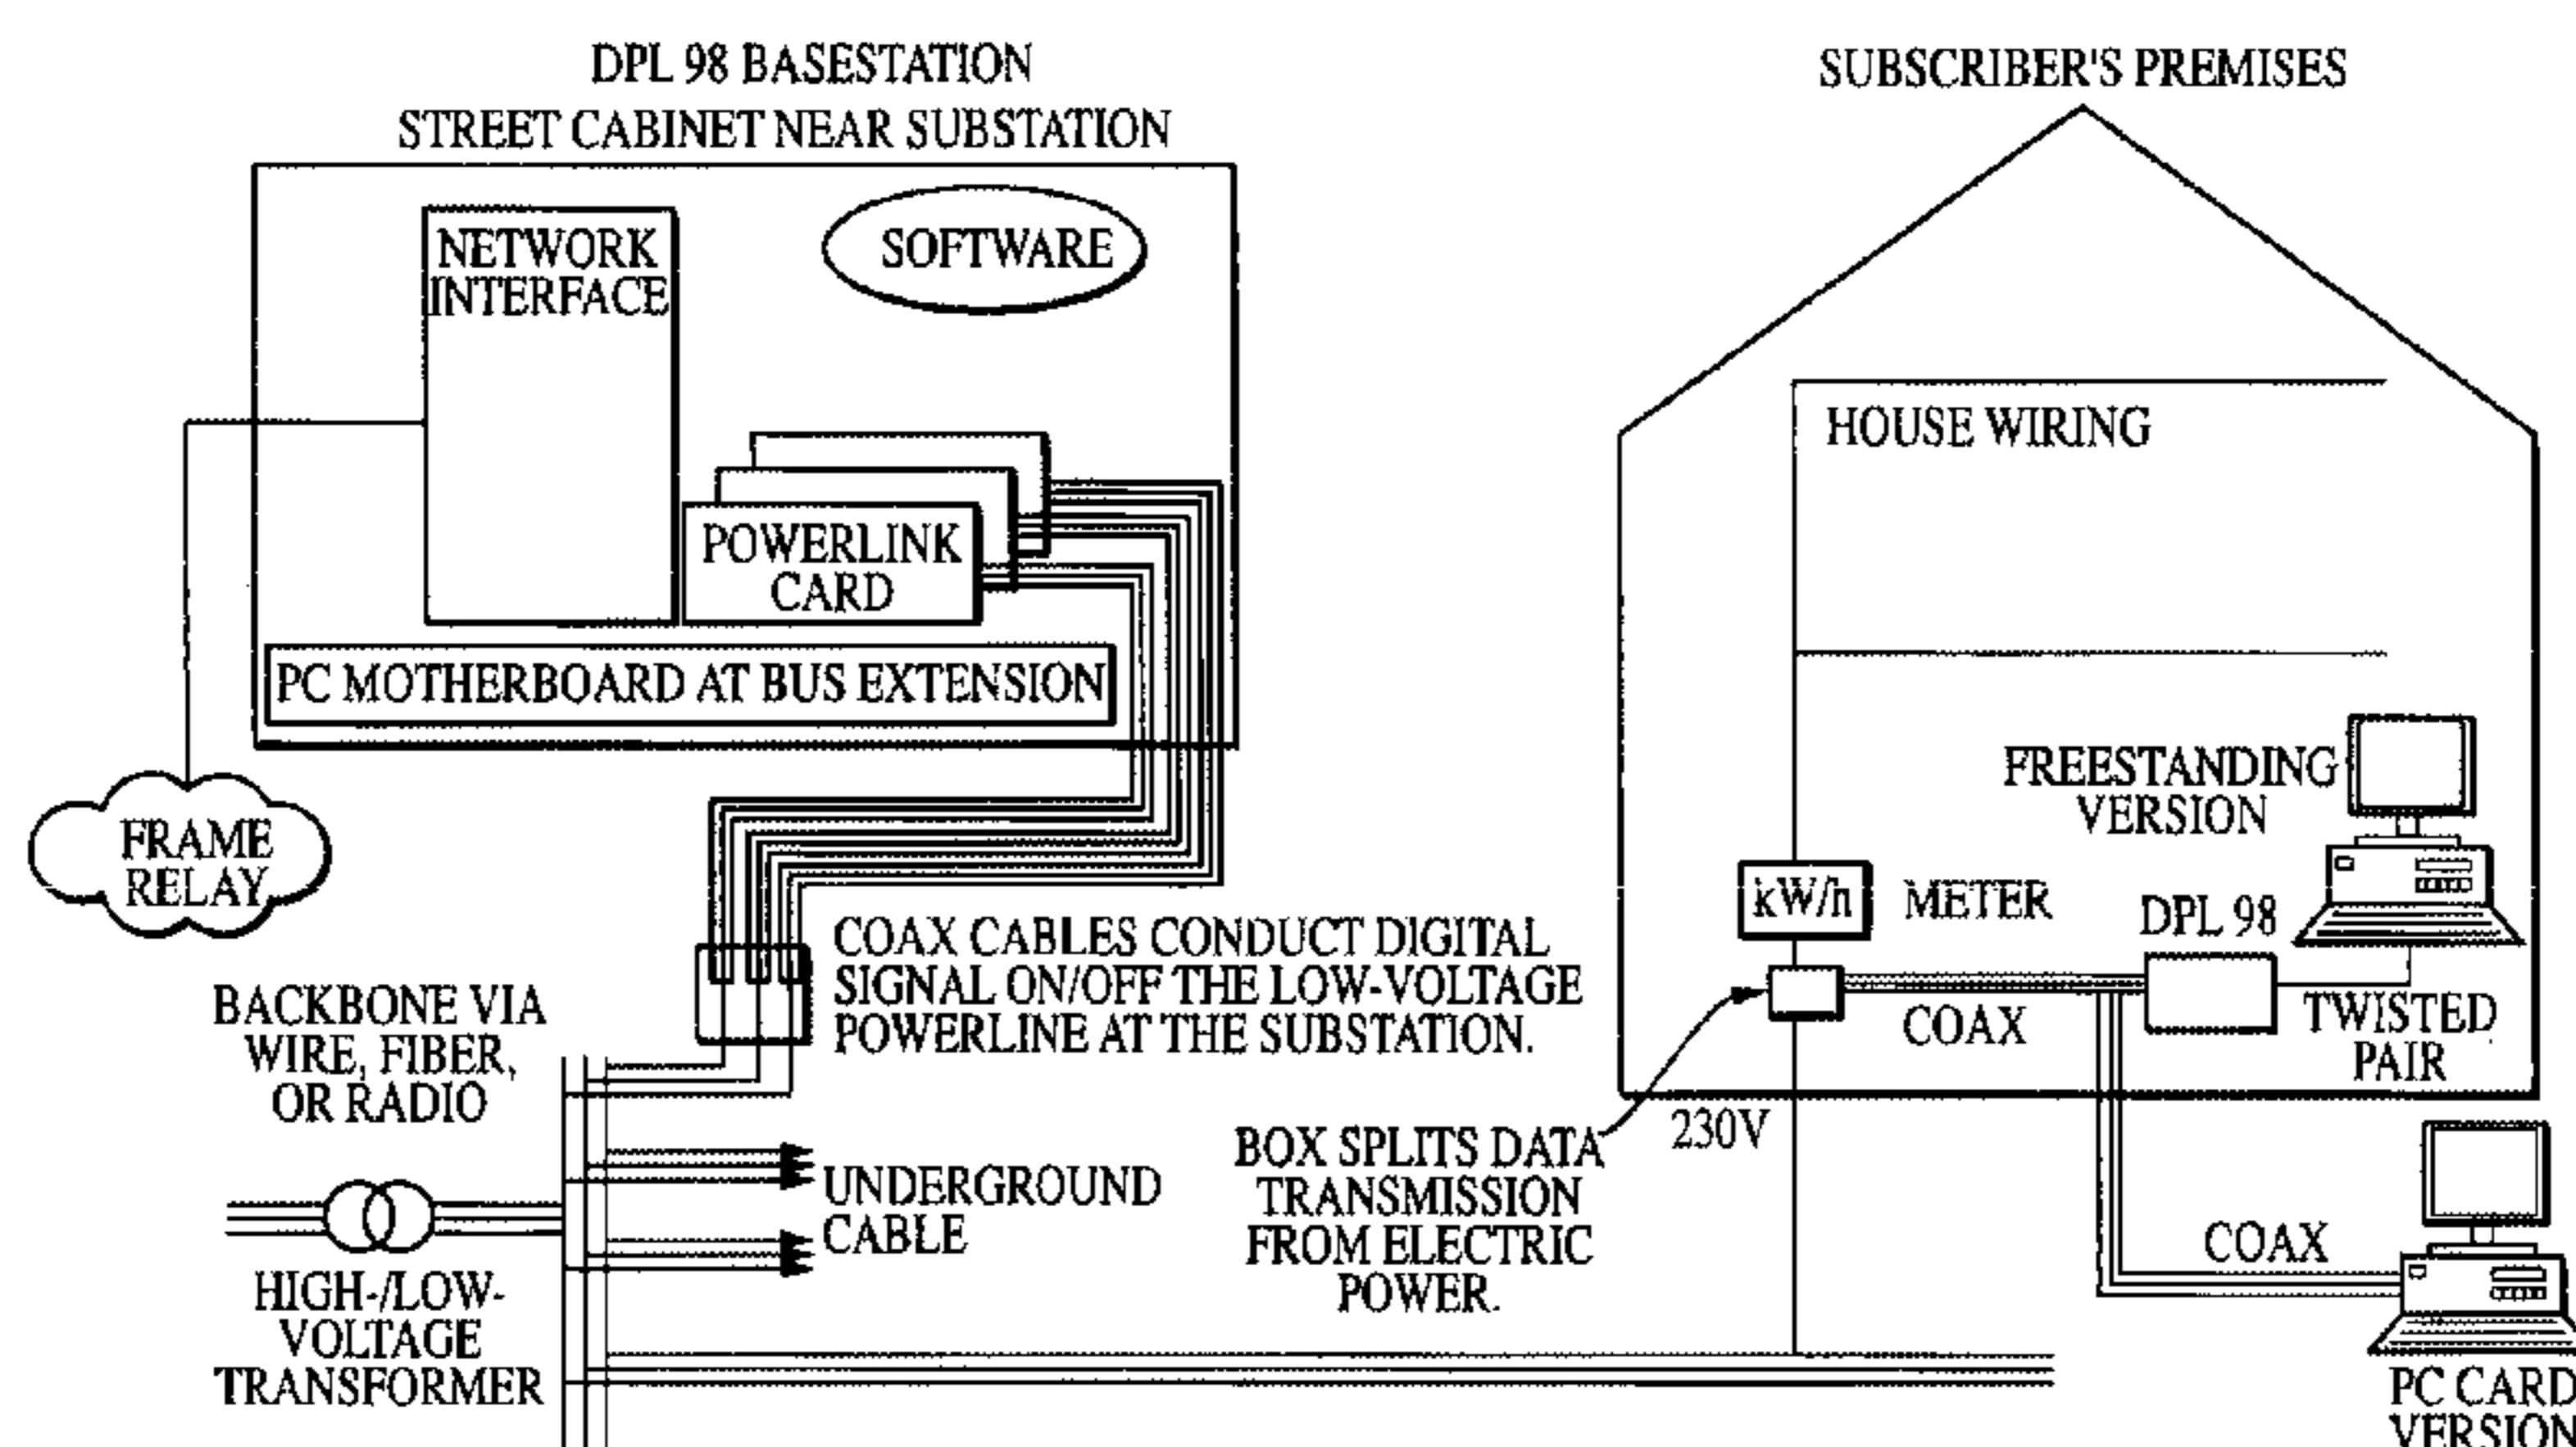 DPL 98 BASESTATION
STREET CABINET NEAR SUBSTATION
NETWORK
INTERFACE
SOFTWARE
POWERLINK
CARD
PC MOTHERBOARD AT BUS EXTENSION
FRAME
RELAY
COAX CABLES CONDUCT DIGITAL
SIGNAL ON/OFF THE LOW-VOLTAGE
POWERLINE AT THE SUBSTATION.
BACKBONE VIA
WIRE, FIBER,
OR RADIO
UNDERGROUND
CABLE
HIGH-/LOW-
VOLTAGE
TRANSFORMER
SUBSCRIBER'S PREMISES
HOUSE WIRING
FREESTANDING
VERSION
kW/h
METER
DPL 98
COAX
TWISTED
PAIR
230V
BOX SPLITS DATA
TRANSMISSION
FROM ELECTRIC
POWER.
COAX
PC CARD
VERSION